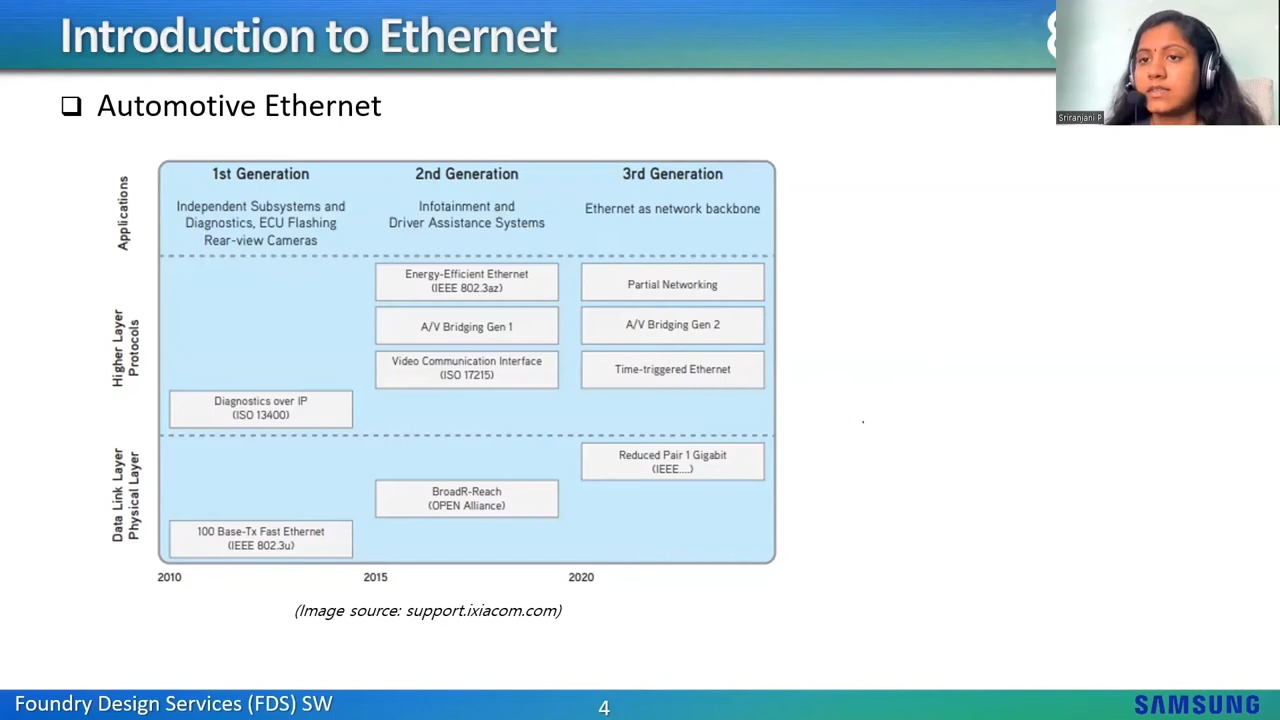 Introduction to Ethernet
Sriranjani P
Automotive Ethernet
Applications
1st Generation
Independent Subsystems and
Diagnostics, ECU Flashing
Rear-view Cameras
2nd Generation
Infotainment and
Driver Assistance Systems
3rd Generation
Ethernet as network backbone
Higher Layer
Protocols
Diagnostics over IP
(ISO 13400)
Energy-Efficient Ethernet
(IEEE 802.3az)
A/V Bridging Gen 1
Video Communication Interface
(ISO 17215)
Partial Networking
A/V Bridging Gen 2
Time-triggered Ethernet
Data Link Layer
Physical Layer
100 Base-Tx Fast Ethernet
(IEEE 802.3u)
BroadR-Reach
(OPEN Alliance)
Reduced Pair 1 Gigabit
(IEEE....)
2010
2015
2020
(Image source: support.ixiacom.com)
Foundry Design Services (FDS) SW
4
SAMSUNG